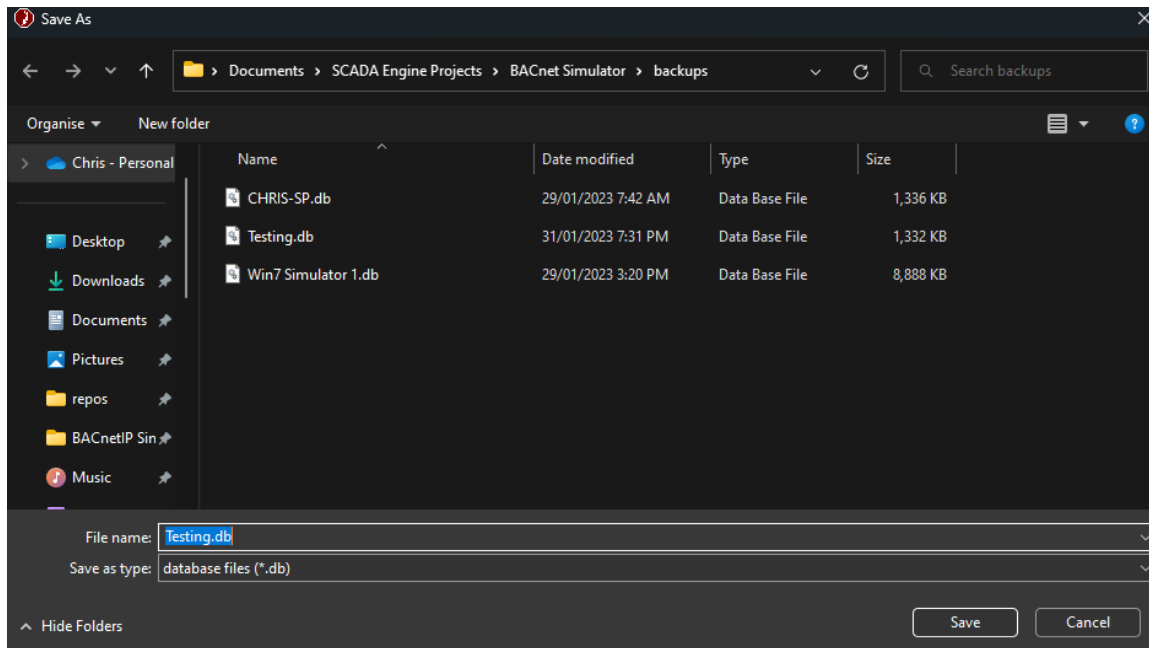 Save As
Documents > SCADA Engine Projects > BACnet Simulator > backups
Search backups
Organise New folder
Chris - Personal
Name Date modified Type Size
CHRIS-SP.db 29/01/2023 7:42 AM Data Base File 1,336 KB
Testing.db 31/01/2023 7:31 PM Data Base File 1,332 KB
Win7 Simulator 1.db 29/01/2023 3:20 PM Data Base File 8,888 KB
Desktop
Downloads
Documents
Pictures
repos
BACnetIP Sin
Music
File name: Testing.db
Save as type: database files (*.db)
Hide Folders
Save Cancel